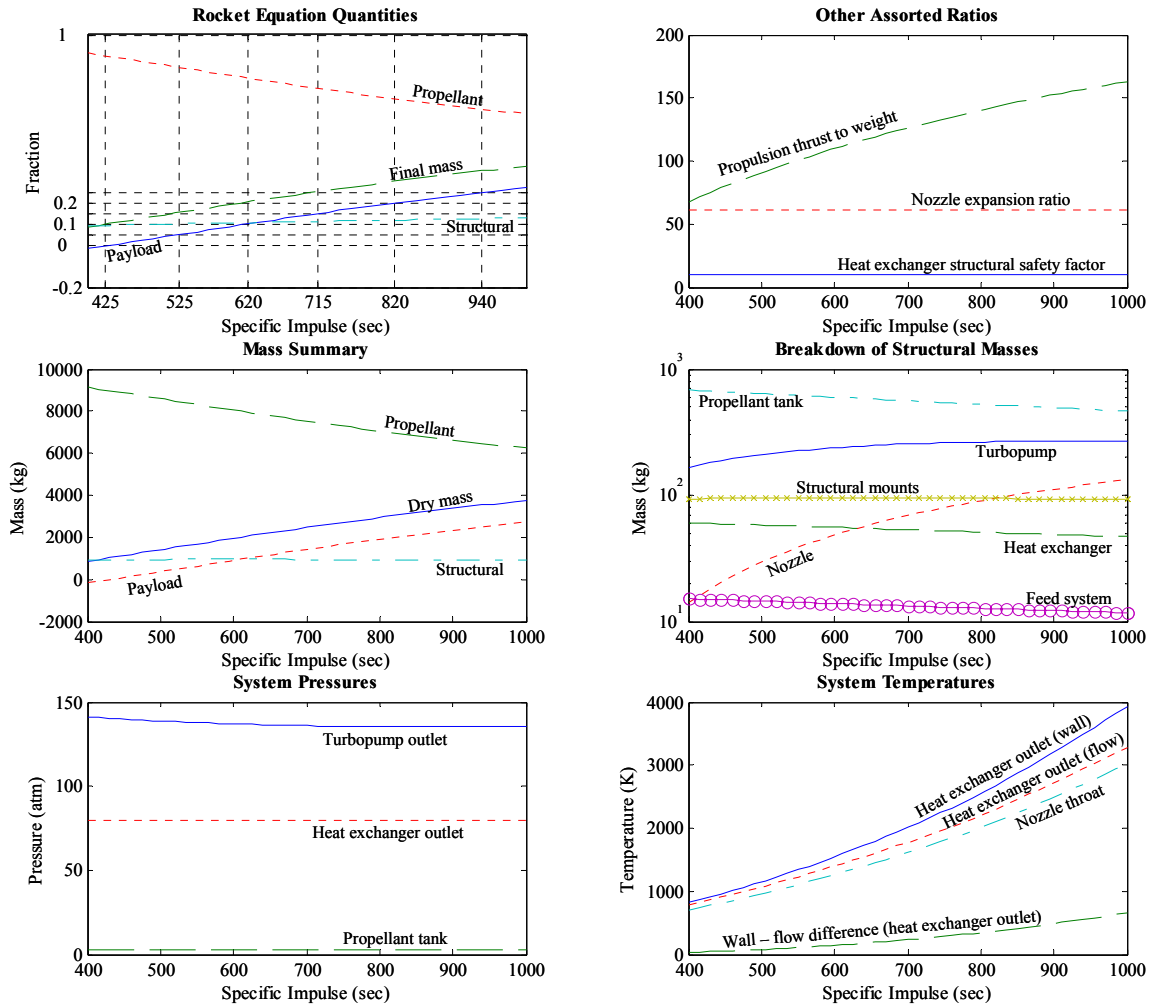 Rocket Equation Quantities
1
0.2
0.1
0
-0.2
Fraction
Propellant
Final mass
Structural
Payload
425
525
620
715
820
940
Specific Impulse (sec)
Other Assorted Ratios
200
150
100
50
0
Propulsion thrust to weight
Nozzle expansion ratio
Heat exchanger structural safety factor
400
500
600
700
800
900
1000
Specific Impulse (sec)
Mass Summary
10000
8000
6000
4000
2000
0
-2000
Mass (kg)
Propellant
Dry mass
Structural
Payload
400
500
600
700
800
900
1000
Specific Impulse (sec)
Breakdown of Structural Masses
10^3
10^2
10^1
Mass (kg)
Propellant tank
Turbopump
Structural mounts
Heat exchanger
Nozzle
Feed system
400
500
600
700
800
900
1000
Specific Impulse (sec)
System Pressures
150
100
50
0
Pressure (atm)
Turbopump outlet
Heat exchanger outlet
Propellant tank
400
500
600
700
800
900
1000
Specific Impulse (sec)
System Temperatures
4000
3000
2000
1000
0
Temperature (K)
Heat exchanger outlet (wall)
Heat exchanger outlet (flow)
Nozzle throat
Wall – flow difference (heat exchanger outlet)
400
500
600
700
800
900
1000
Specific Impulse (sec)